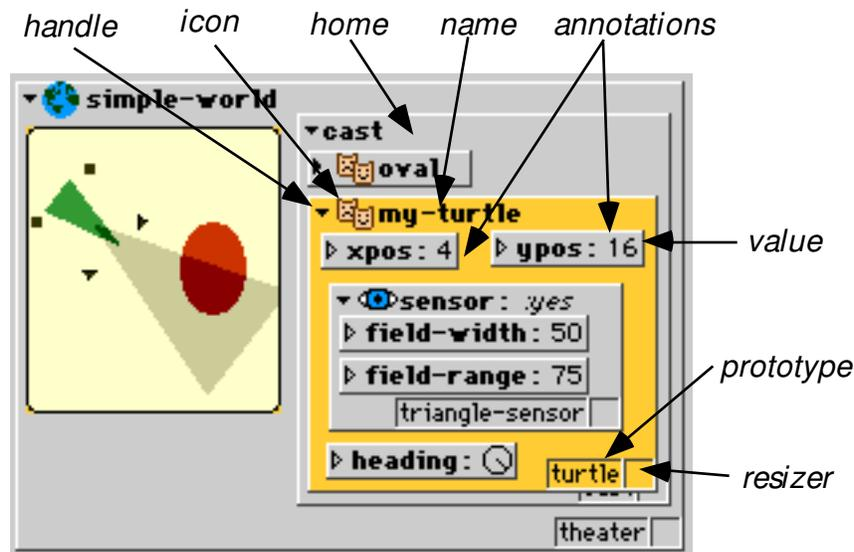 handle icon home name annotations
simple-world
cast
oval
my-turtle
xpos: 4 ypos: 16
value
sensor: :yes
field-width: 50
prototype
field-range: 75
triangle-sensor
heading:
turtle
resizer
theater